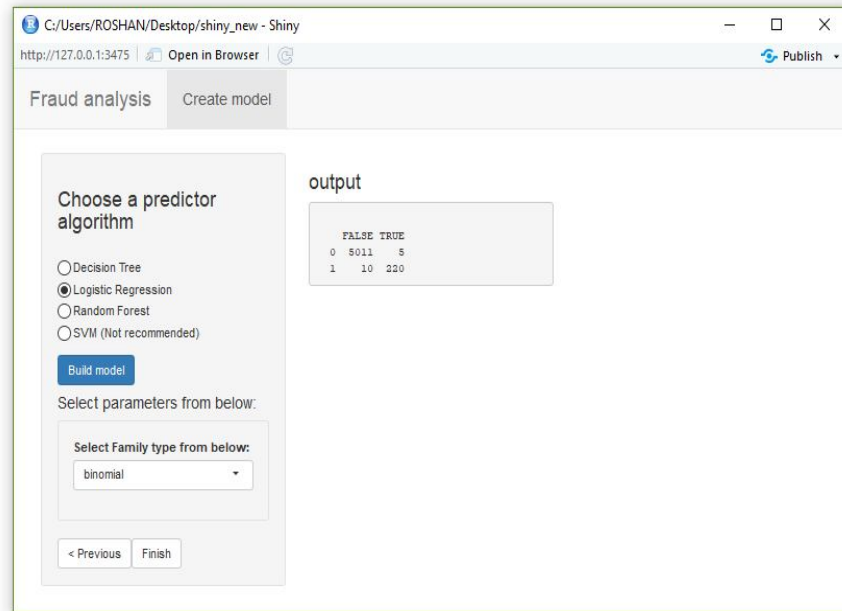 C:/Users/ROSHAN/Desktop/shiny_new - Shiny
http://127.0.0.1:3475 Open in Browser Publish
Fraud analysis Create model
Choose a predictor
algorithm
Decision Tree
Logistic Regression
Random Forest
SVM (Not recommended)
Build model
Select parameters from below:
Select Family type from below:
binomial
< Previous Finish
output
FALSE TRUE
0 5011 5
1 10 220